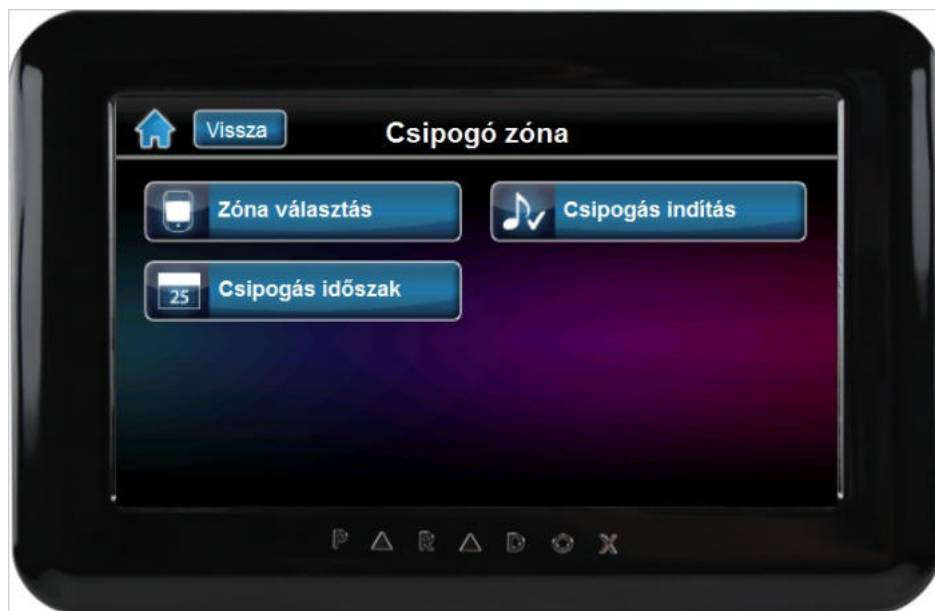 Vissza
Csipogó zóna
Zóna választás
Csipogás indítás
25
Csipogás időszak
PARADOX